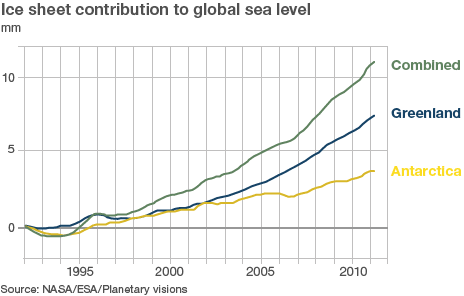 Ice sheet contribution to global sea level
mm
Combined
10
Greenland
5
Antarctica
0
1995 2000 2005 2010
Source: NASA/ESA/Planetary visions